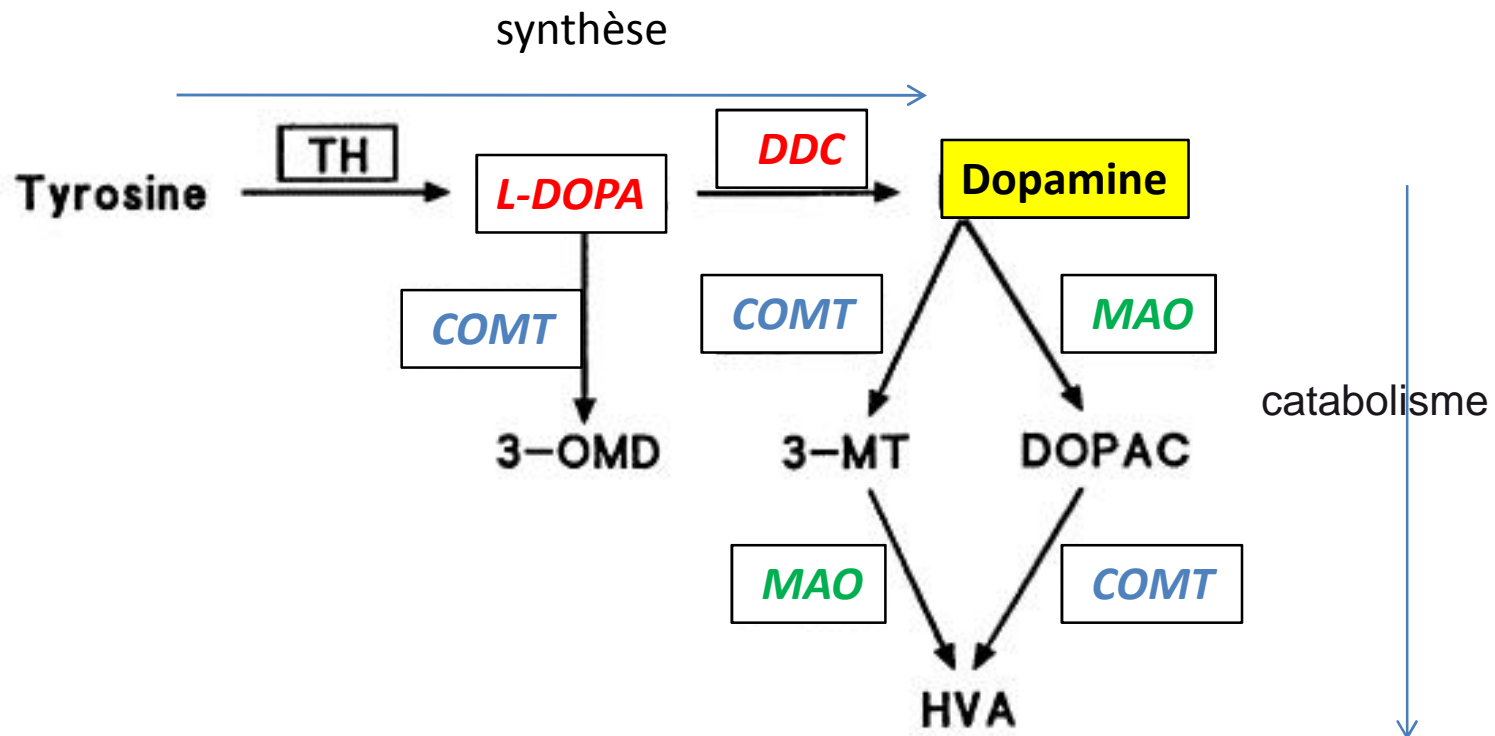 synthèse
TH
DDC
Tyrosine
L-DOPA
Dopamine
COMT
COMT
MAO
catabolisme
3-OMD
3-MT
DOPAC
MAO
COMT
HVA